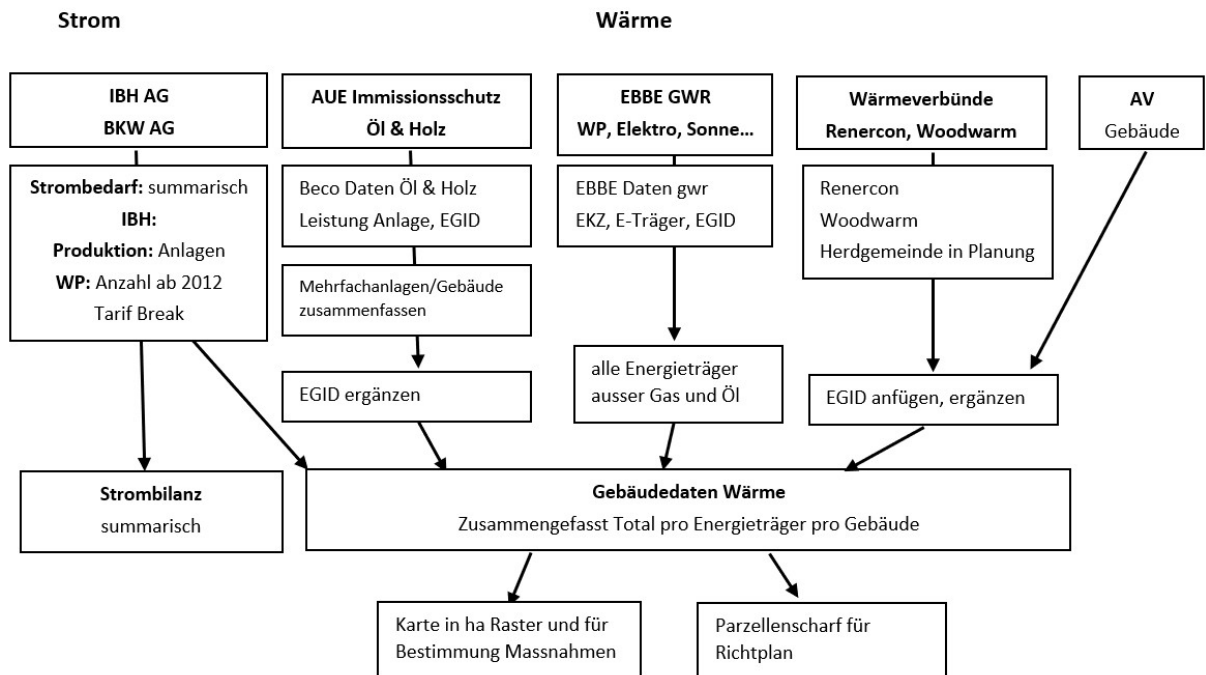 Strom
Wärme
IBH AG
BKW AG
AUE Immissionsschutz
Öl & Holz
EBBE GWR
WP, Elektro, Sonne…
Wärmeverbünde
Renercon, Woodwarm
AV
Gebäude
Strombedarf: summarisch
IBH:
Produktion: Anlagen
WP: Anzahl ab 2012
Tarif Break
Beco Daten Öl & Holz
Leistung Anlage, EGID
EBBE Daten gwr
EKZ, E-Träger, EGID
Renercon
Woodwarm
Herdgemeinde in Planung
Mehrfachanlagen/Gebäude
zusammenfassen
EGID ergänzen
alle Energieträger
ausser Gas und Öl
EGID anfügen, ergänzen
Strombilanz
summarisch
Gebäudedaten Wärme
Zusammengefasst Total pro Energieträger pro Gebäude
Karte in ha Raster und für
Bestimmung Massnahmen
Parzellenscharf für
Richtplan